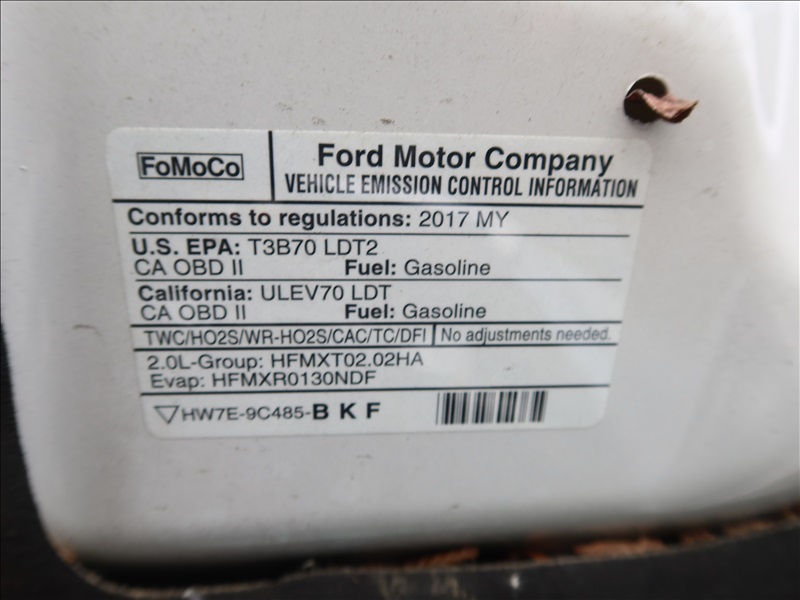 FoMoCo
Ford Motor Company
VEHICLE EMISSION CONTROL INFORMATION
Conforms to regulations: 2017 MY
U.S. EPA: T3B70 LDT2
CA OBD II Fuel: Gasoline
California: ULEV70 LDT
CA OBD II Fuel: Gasoline
TWC/HO2S/WR-HO2S/CAC/TC/DFI No adjustments needed.
2.0L-Group: HFMXT02.02HA
Evap: HFMXR0130NDF
HW7E-9C485-B K F